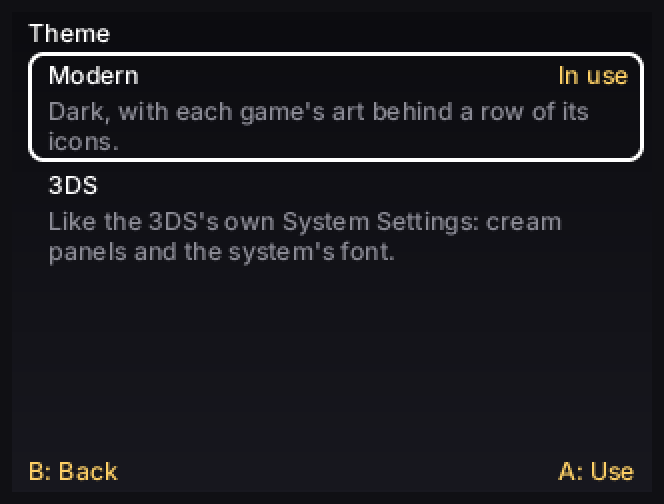 Theme
Modern In use
Dark, with each game's art behind a row of its
icons.
3DS
Like the 3DS's own System Settings: cream
panels and the system's font.
B: Back A: Use